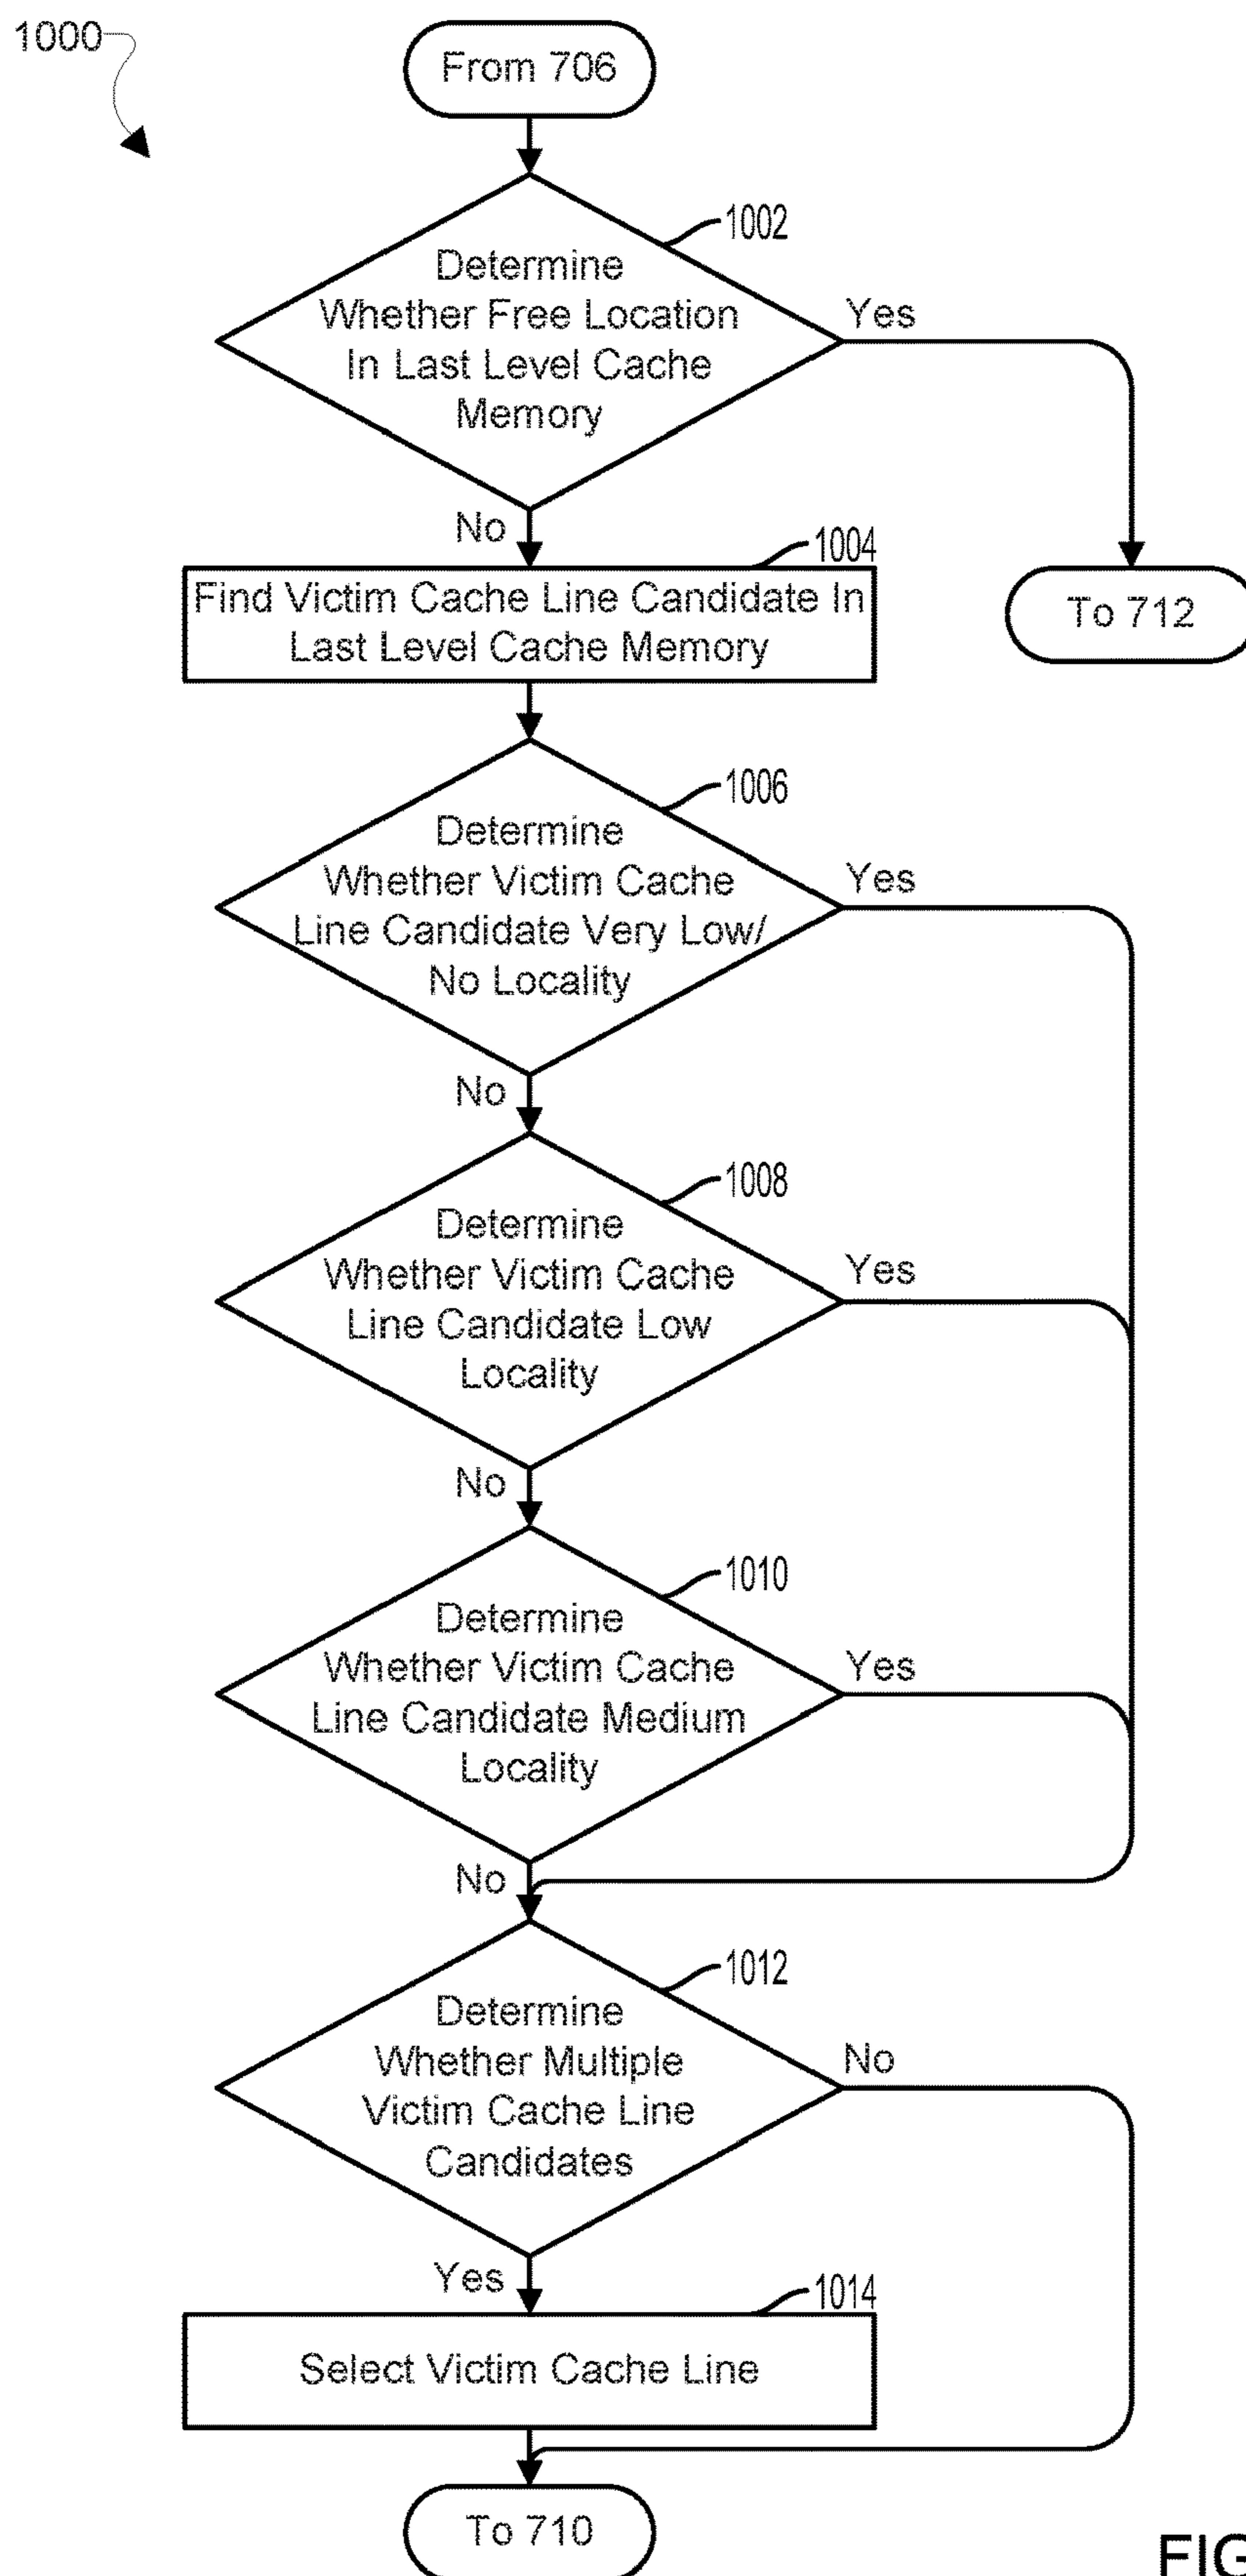 1000
From 706
1002
Determine
Whether Free Location
In Last Level Cache
Memory
Yes
No
1004
Find Victim Cache Line Candidate In
Last Level Cache Memory
To 712
1006
Determine
Whether Victim Cache
Line Candidate Very Low/
No Locality
Yes
No
1008
Determine
Whether Victim Cache
Line Candidate Low
Locality
Yes
No
1010
Determine
Whether Victim Cache
Line Candidate Medium
Locality
Yes
No
1012
Determine
Whether Multiple
Victim Cache Line
Candidates
No
Yes
1014
Select Victim Cache Line
To 710
FIG